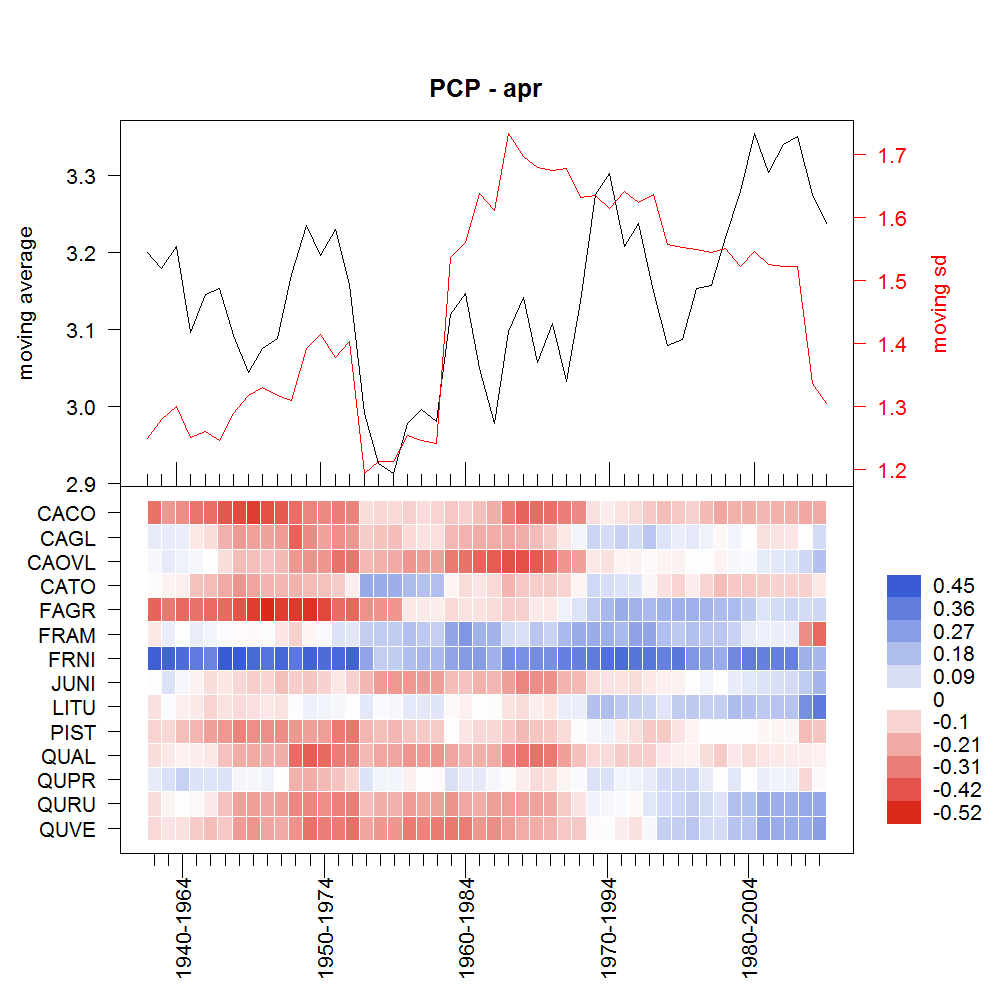 PCP - apr
moving average
3.3
3.2
3.1
3.0
2.9
1.7
1.6
1.5
1.4
1.3
1.2
moving sd
CACO
CAGL
CAOVL
CATO
FAGR
FRAM
FRNI
JUNI
LITU
PIST
QUAL
QUPR
QURU
QUVE
0.45
0.36
0.27
0.18
0.09
0
-0.1
-0.21
-0.31
-0.42
-0.52
1940-1964
1950-1974
1960-1984
1970-1994
1980-2004